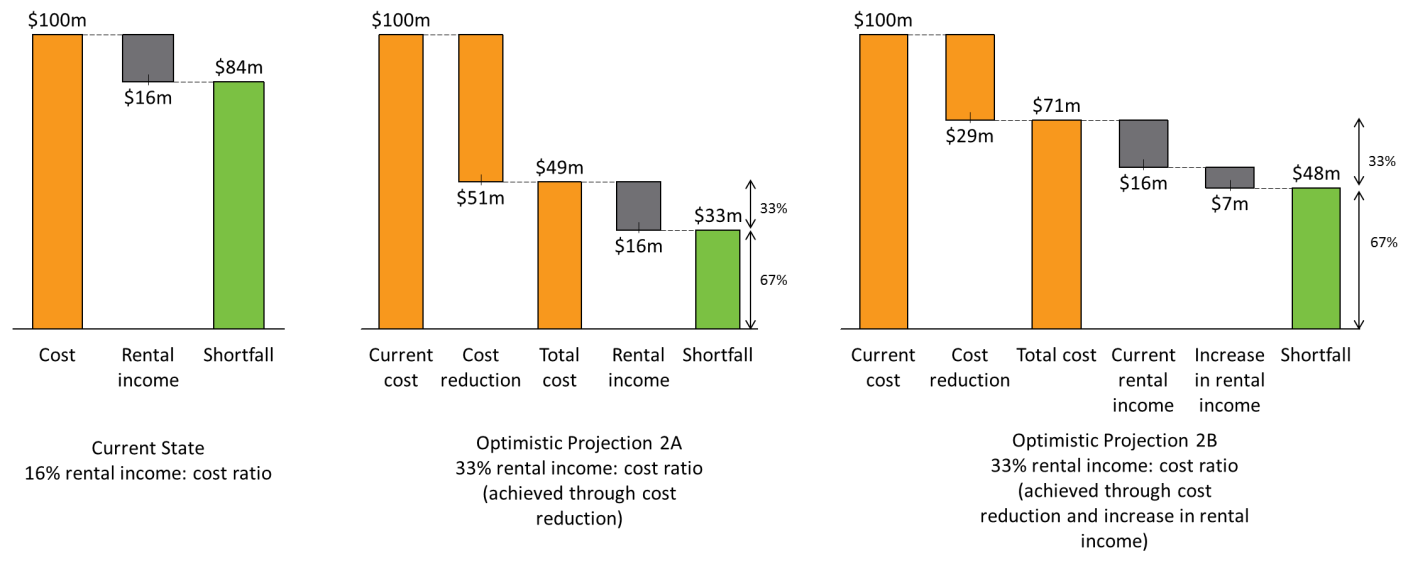 $100m
$84m
$16m
Cost
Rental
income
Shortfall
Current State
16% rental income: cost ratio
$100m
$51m
$49m
$16m
$33m
33%
67%
Current
cost
Cost
reduction
Total
cost
Rental
income
Shortfall
Optimistic Projection 2A
33% rental income: cost ratio
(achieved through cost
reduction)
$100m
$29m
$71m
$16m
$7m
$48m
33%
67%
Current
cost
Cost
reduction
Total cost
Current
rental
income
Increase
in rental
income
Shortfall
Optimistic Projection 2B
33% rental income: cost ratio
(achieved through cost
reduction and increase in rental
income)